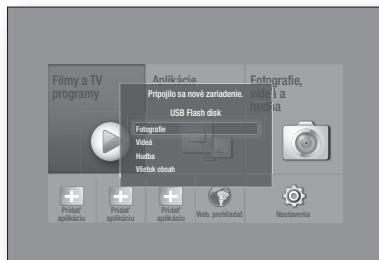 Filmy a TV
programy
Aplikácie
Fotografie,
videá a
hudba
Pripojilo sa nové zariadenie.
USB Flash disk
Fotografie
Videá
Hudba
Všetok obsah
Pridať
aplikáciu
Pridať
aplikáciu
Pridať
aplikáciu
Web. prehliadač
Nastavenia